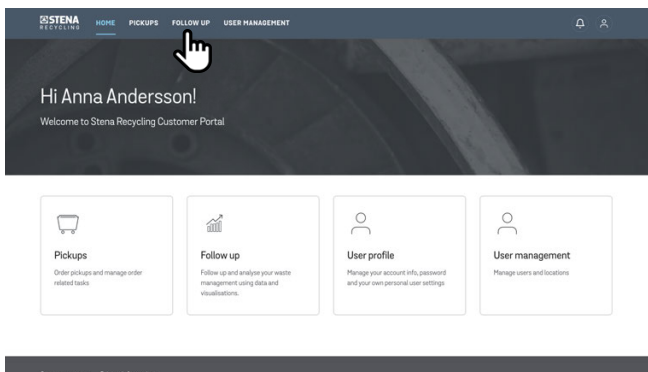 STENA
RECYCLING
HOME PICKUPS FOLLOW UP USER MANAGEMENT
Hi Anna Andersson!
Welcome to Stena Recycling Customer Portal
Pickups
Order pickups and manage order
related tasks
Follow up
Follow up and analyse your waste
management using data and
visualisations.
User profile
Manage your account info, password
and your own personal user settings
User management
Manage users and locations